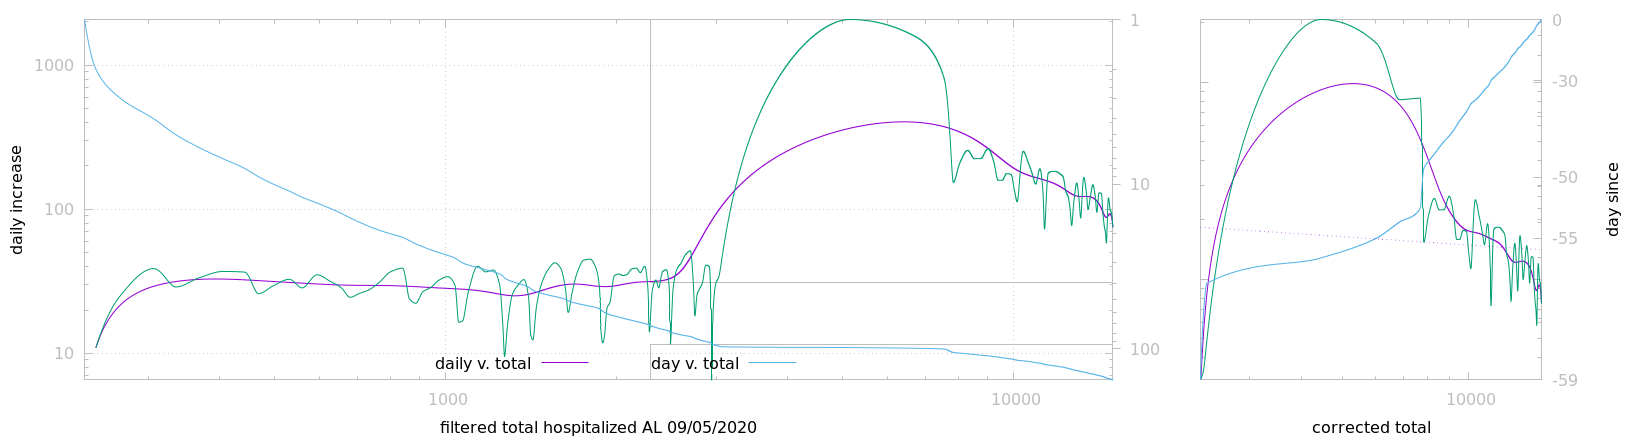 1000
100
10
daily increase
1
10
100
daily v. total
day v. total
1000
10000
filtered total hospitalized AL 09/05/2020
0
-30
-50
-55
-59
day since
10000
corrected total